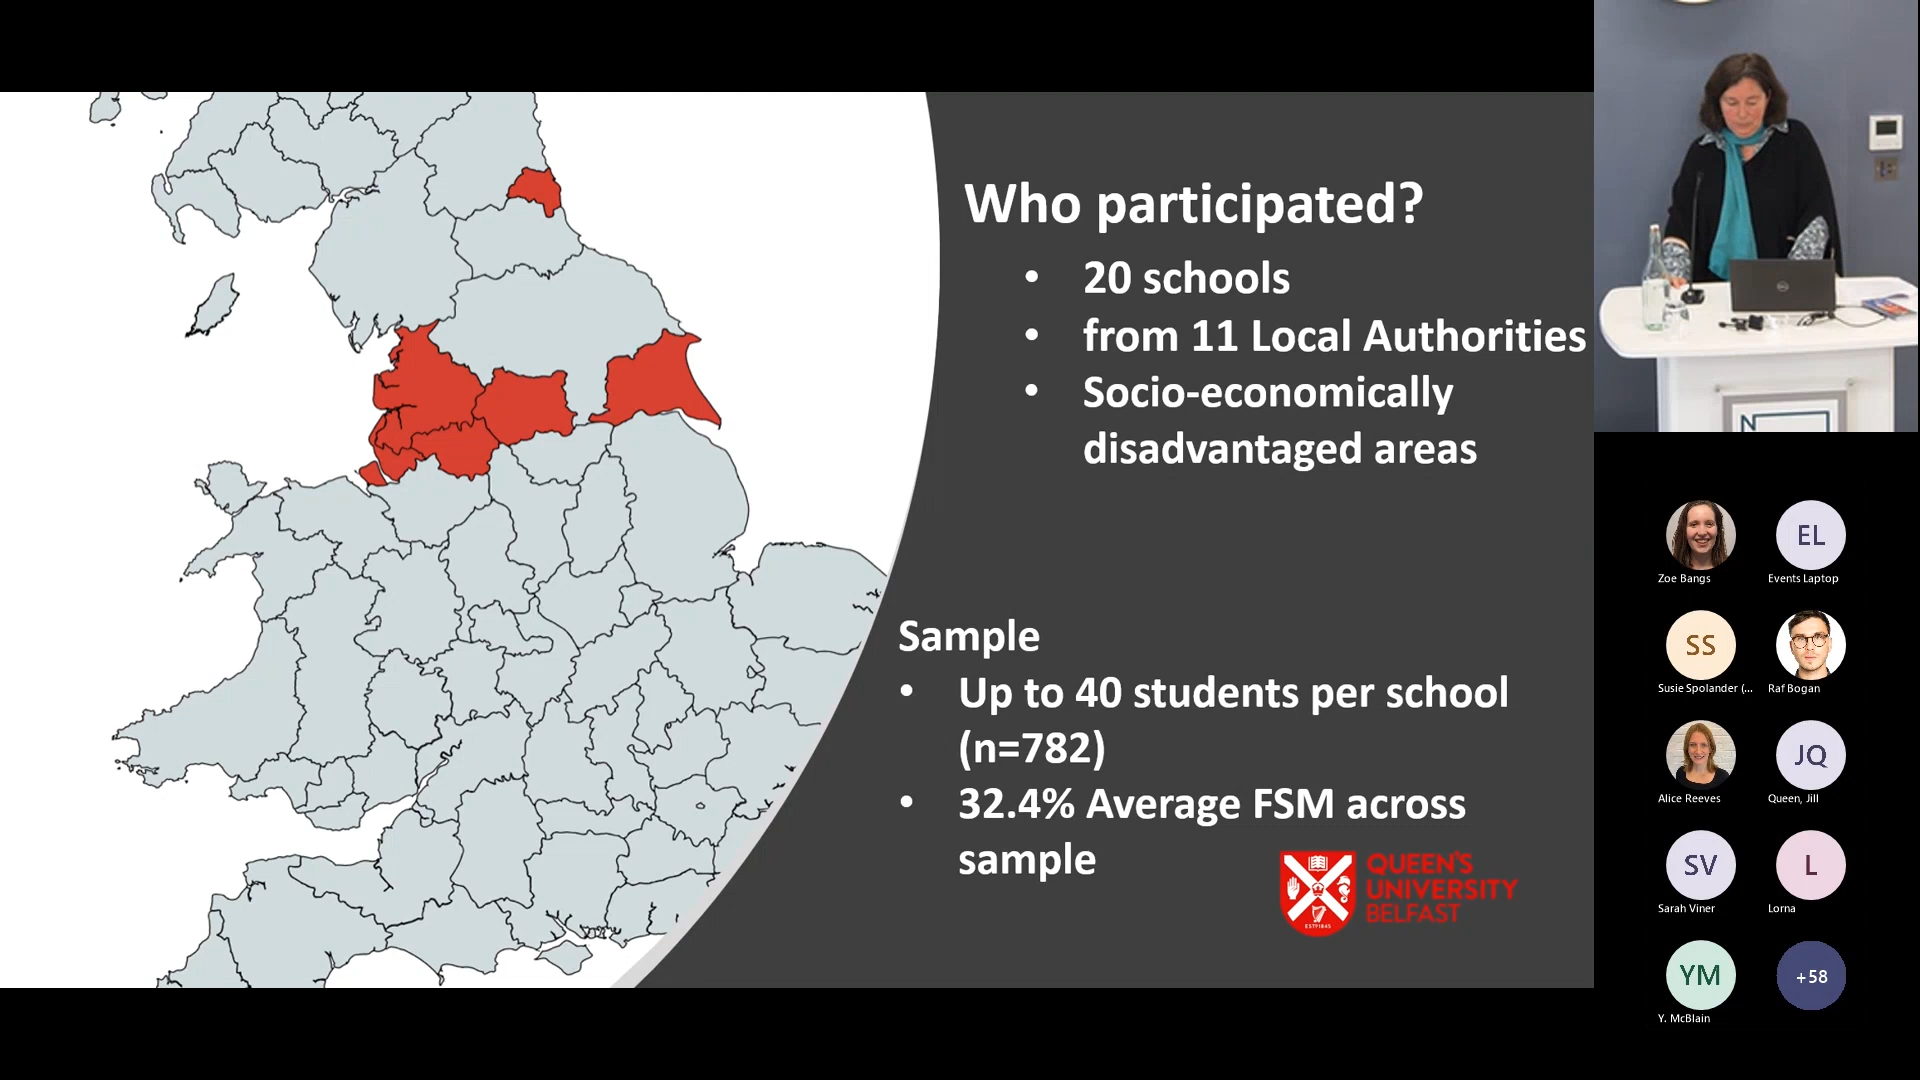 Who participated?
• 20 schools
• from 11 Local Authorities
• Socio-economically
disadvantaged areas
Sample
• Up to 40 students per school
(n=782)
• 32.4% Average FSM across
sample
QUEEN'S
UNIVERSITY
BELFAST
ESTD1845
DELL
N
Zoe Bangs
EL
Events Laptop
SS
Susie Spolander (...
Raf Bogan
Alice Reeves
JQ
Queen, Jill
SV
Sarah Viner
L
Lorna
YM
Y. McBlain
+58